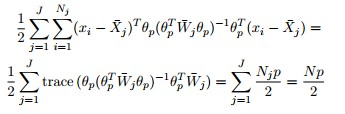 \frac{1}{2}\sum_{j=1}^{J}\sum_{i=1}^{N_j}(x_i - \bar{X}_j)^T\theta_p(\theta_p^T\bar{W}_j\theta_p)^{-1}\theta_p^T(x_i - \bar{X}_j) =
\frac{1}{2}\sum_{j=1}^{J}\text{trace}\,(\theta_p(\theta_p^T\bar{W}_j\theta_p)^{-1}\theta_p^T\bar{W}_j) = \sum_{j=1}^{J}\frac{N_jp}{2} = \frac{Np}{2}